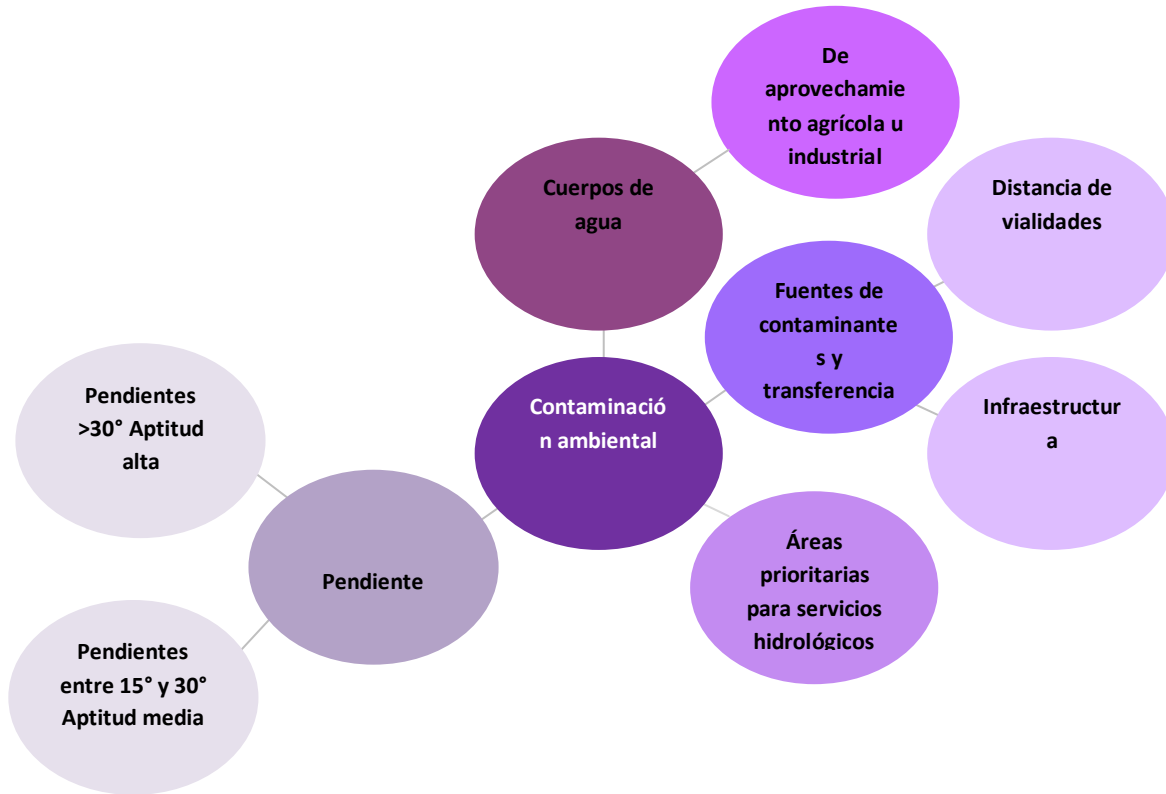 De
aprovechamie
nto agrícola u
industrial
Cuerpos de
agua
Distancia de
vialidades
Fuentes de
contaminante
s y
transferencia
Pendientes
>30° Aptitud
alta
Contaminació
n ambiental
Infraestructur
a
Áreas
prioritarias
para servicios
hidrológicos
Pendiente
Pendientes
entre 15° y 30°
Aptitud media